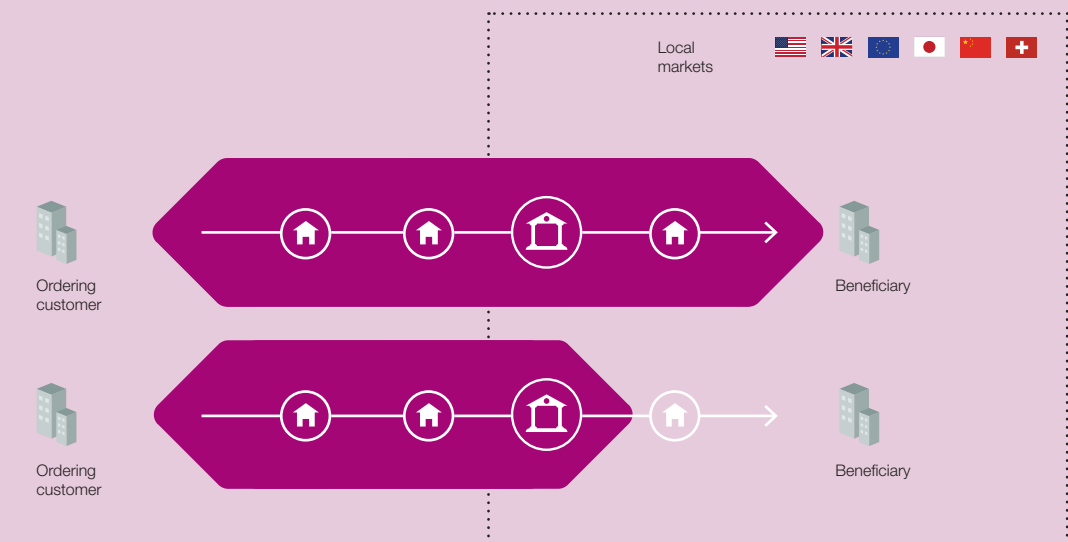 Local
markets
Ordering
customer
Beneficiary
Ordering
customer
Beneficiary